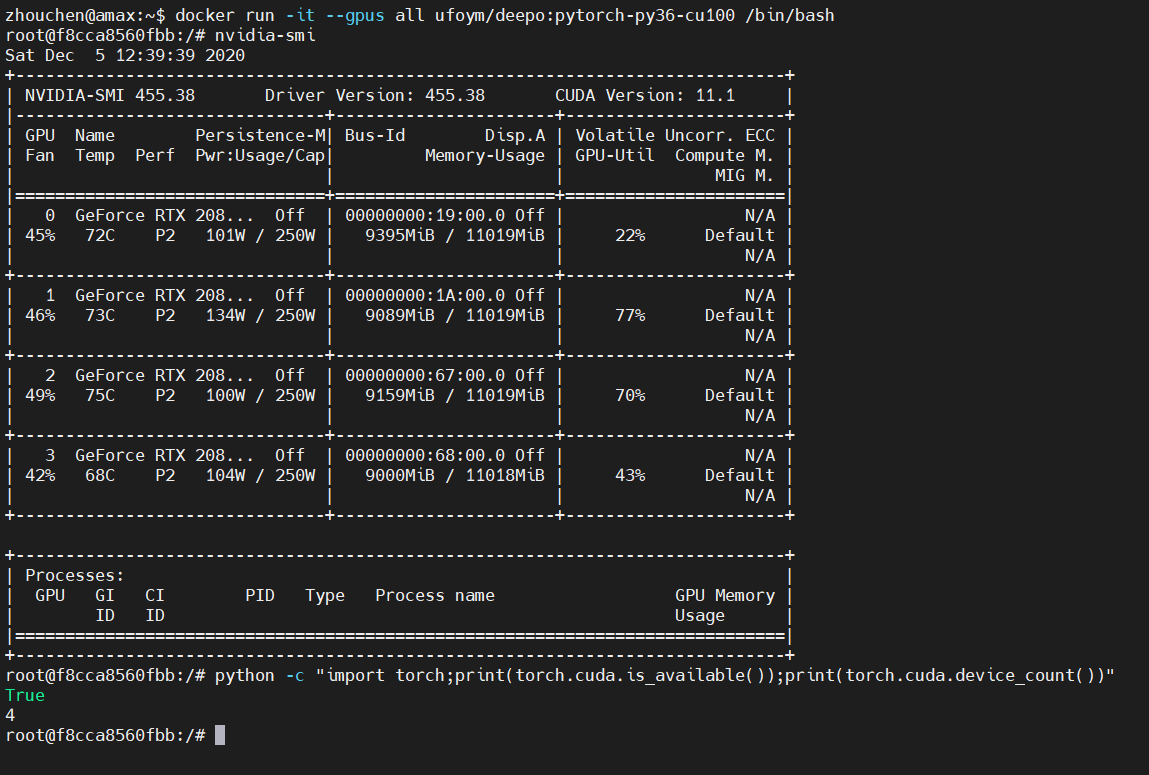 zhouchen@amax:~$ docker run -it --gpus all ufoym/deepo:pytorch-py36-cu100 /bin/bash
root@f8cca8560fbb:/# nvidia-smi
Sat Dec  5 12:39:39 2020
+-----------------------------------------------------------------------------+
| NVIDIA-SMI 455.38       Driver Version: 455.38       CUDA Version: 11.1     |
|-------------------------------+----------------------+----------------------+
| GPU  Name        Persistence-M| Bus-Id        Disp.A | Volatile Uncorr. ECC |
| Fan  Temp  Perf  Pwr:Usage/Cap|         Memory-Usage | GPU-Util  Compute M. |
|                               |                      |               MIG M. |
|===============================+======================+======================|
|   0  GeForce RTX 208...  Off  | 00000000:19:00.0 Off |                  N/A |
| 45%   72C    P2   101W / 250W |   9395MiB / 11019MiB |     22%      Default |
|                               |                      |                  N/A |
+-------------------------------+----------------------+----------------------+
|   1  GeForce RTX 208...  Off  | 00000000:1A:00.0 Off |                  N/A |
| 46%   73C    P2   134W / 250W |   9089MiB / 11019MiB |     77%      Default |
|                               |                      |                  N/A |
+-------------------------------+----------------------+----------------------+
|   2  GeForce RTX 208...  Off  | 00000000:67:00.0 Off |                  N/A |
| 49%   75C    P2   100W / 250W |   9159MiB / 11019MiB |     70%      Default |
|                               |                      |                  N/A |
+-------------------------------+----------------------+----------------------+
|   3  GeForce RTX 208...  Off  | 00000000:68:00.0 Off |                  N/A |
| 42%   68C    P2   104W / 250W |   9000MiB / 11018MiB |     43%      Default |
|                               |                      |                  N/A |
+-------------------------------+----------------------+----------------------+

+-----------------------------------------------------------------------------+
| Processes:                                                                  |
|  GPU   GI   CI        PID   Type   Process name                  GPU Memory |
|        ID   ID                                                   Usage      |
|=============================================================================|
+-----------------------------------------------------------------------------+
root@f8cca8560fbb:/# python -c "import torch;print(torch.cuda.is_available());print(torch.cuda.device_count())"
True
4
root@f8cca8560fbb:/#